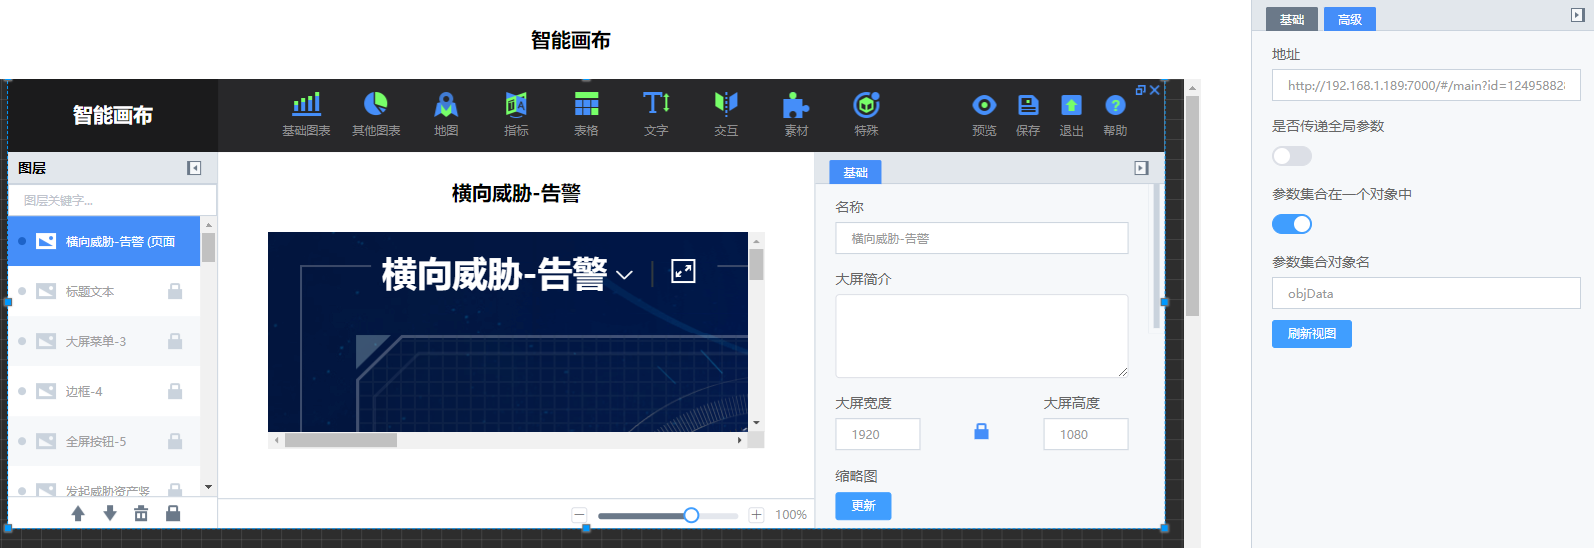 智能画布
智能画布
基础图表
其他图表
地图
指标
表格
文字
交互
素材
特殊
预览
保存
退出
帮助
图层
图层关键字...
横向威胁-告警 (页面
标题文本
大屏菜单-3
边框-4
全屏按钮-5
发起威胁资产竖
横向威胁-告警
横向威胁-告警
100%
基础
名称
横向威胁-告警
大屏简介
大屏宽度
大屏高度
1920
1080
缩略图
更新
基础
高级
地址
http://192.168.1.189:7000/#/main?id=12495882
是否传递全局参数
参数集合在一个对象中
参数集合对象名
objData
刷新视图